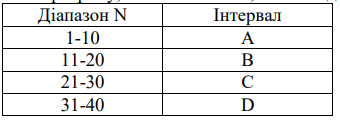 Діапазон N Інтервал
1-10 A
11-20 B
21-30 C
31-40 D